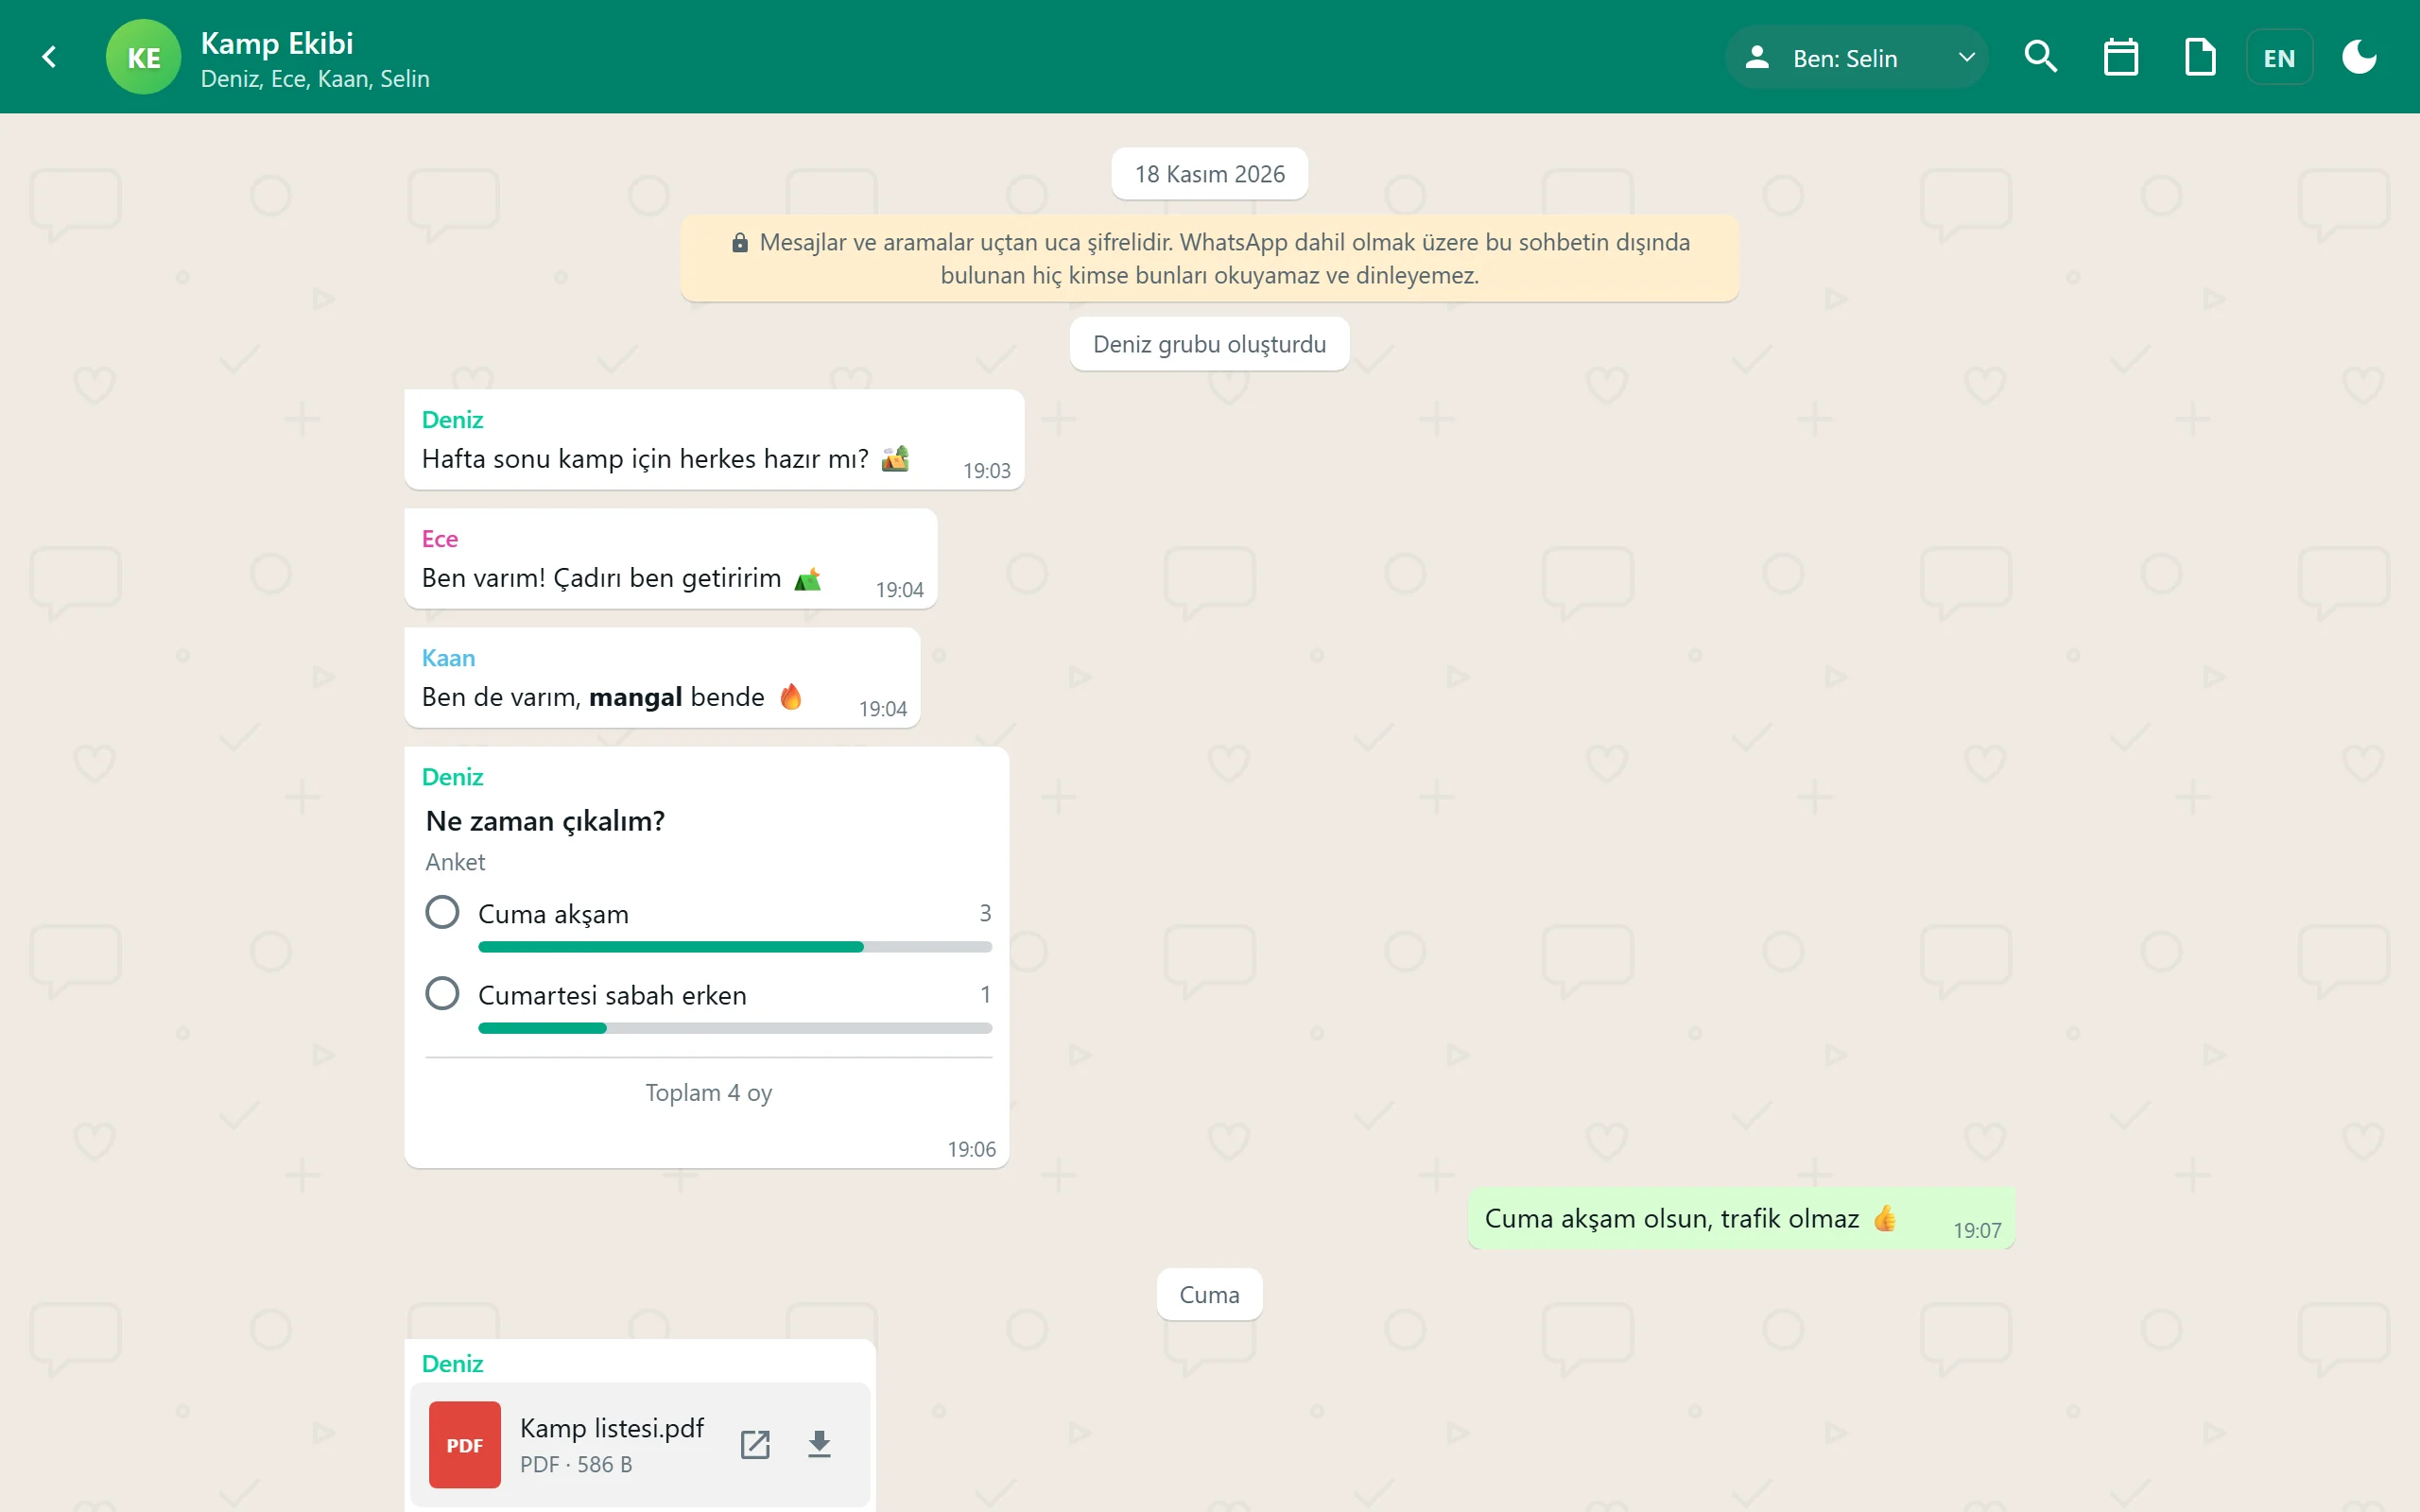 KE
Kamp Ekibi
Deniz, Ece, Kaan, Selin
Ben: Selin
EN
18 Kasım 2026
Mesajlar ve aramalar uçtan uca şifrelidir. WhatsApp dahil olmak üzere bu sohbetin dışında
bulunan hiç kimse bunları okuyamaz ve dinleyemez.
Deniz grubu oluşturdu
Deniz
Hafta sonu kamp için herkes hazır mı? 🏕️
19:03
Ece
Ben varım! Çadırı ben getiririm ⛺
19:04
Kaan
Ben de varım, mangal bende 🔥
19:04
Deniz
Ne zaman çıkalım?
Anket
Cuma akşam 3
Cumartesi sabah erken 1
Toplam 4 oy
19:06
Cuma akşam olsun, trafik olmaz 👍
19:07
Cuma
Deniz
PDF
Kamp listesi.pdf
PDF · 586 B